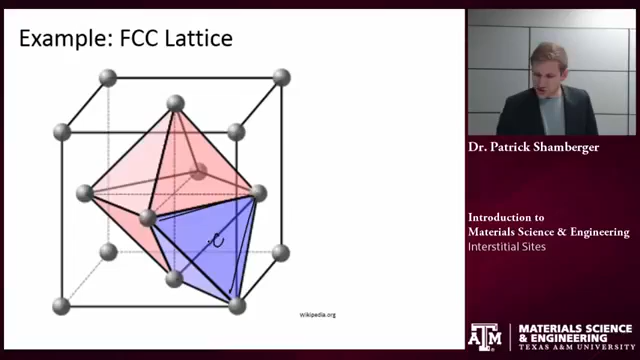 Example: FCC Lattice
Dr. Patrick Shamberger
Introduction to
Materials Science & Engineering
Interstitial Sites
wikipedia.org
ATM
MATERIALS SCIENCE
& ENGINEERING
TEXAS A&M UNIVERSITY